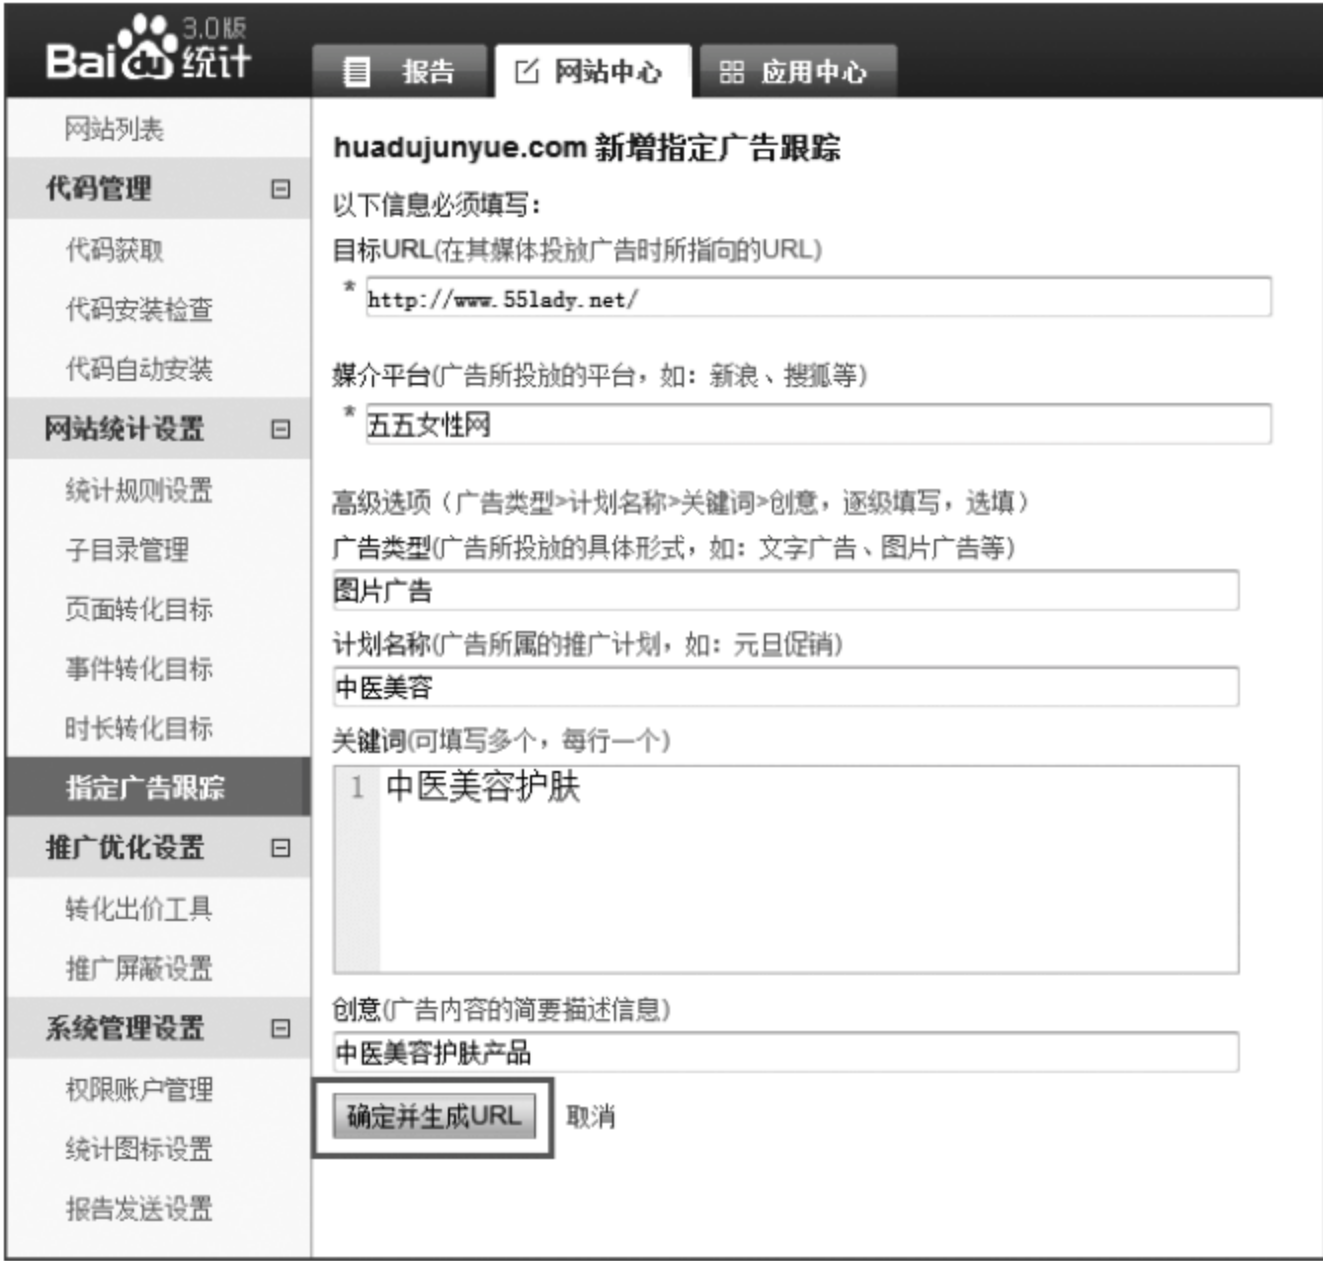 Bai du 统计 3.0版
报告
网站中心
应用中心
网站列表
代码管理
代码获取
代码安装检查
代码自动安装
网站统计设置
统计规则设置
子目录管理
页面转化目标
事件转化目标
时长转化目标
指定广告跟踪
推广优化设置
转化出价工具
推广屏蔽设置
系统管理设置
权限账户管理
统计图标设置
报告发送设置
huadujunyue.com 新增指定广告跟踪
以下信息必须填写：
目标URL(在其媒体投放广告时所指向的URL)
* http://www.55lady.net/
媒介平台(广告所投放的平台，如：新浪、搜狐等)
* 五五女性网
高级选项（广告类型>计划名称>关键词>创意，逐级填写，选填）
广告类型(广告所投放的具体形式，如：文字广告、图片广告等)
图片广告
计划名称(广告所属的推广计划，如：元旦促销)
中医美容
关键词(可填写多个，每行一个)
1 中医美容护肤
创意(广告内容的简要描述信息)
中医美容护肤产品
确定并生成URL 取消